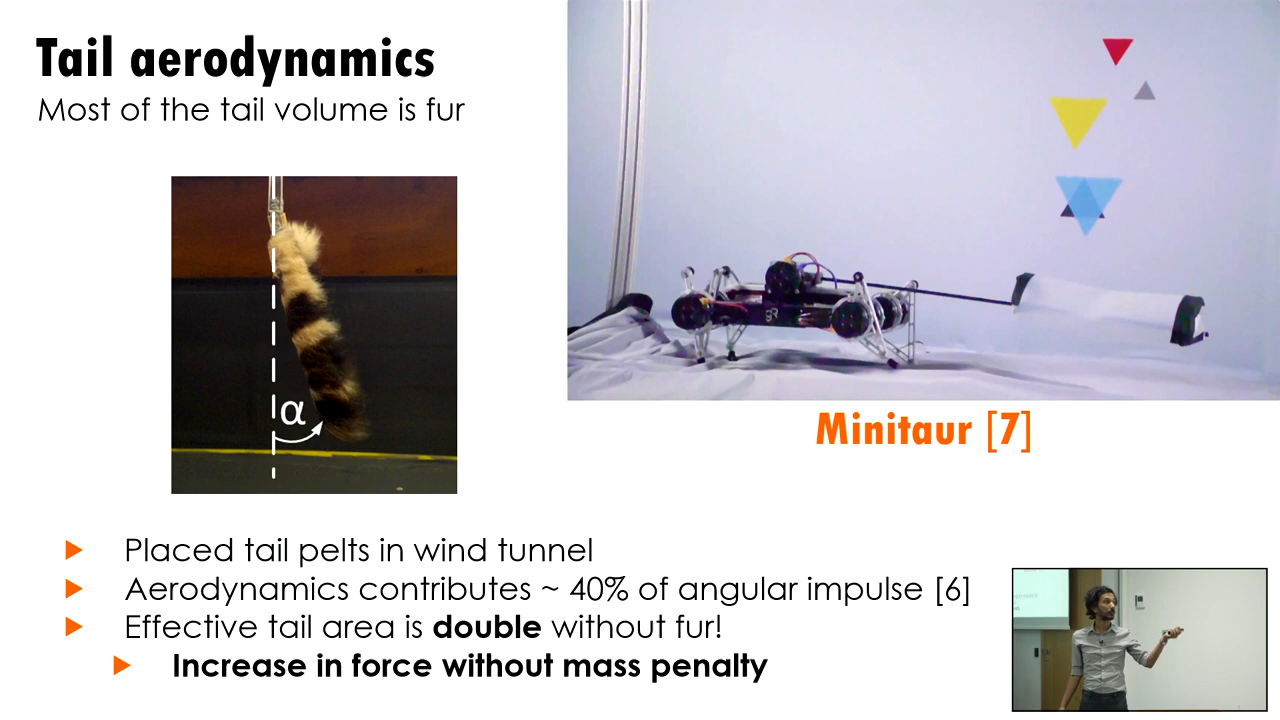 Tail aerodynamics
Most of the tail volume is fur
α
Minitaur [7]
Placed tail pelts in wind tunnel
Aerodynamics contributes ~ 40% of angular impulse [6]
Effective tail area is double without fur!
Increase in force without mass penalty